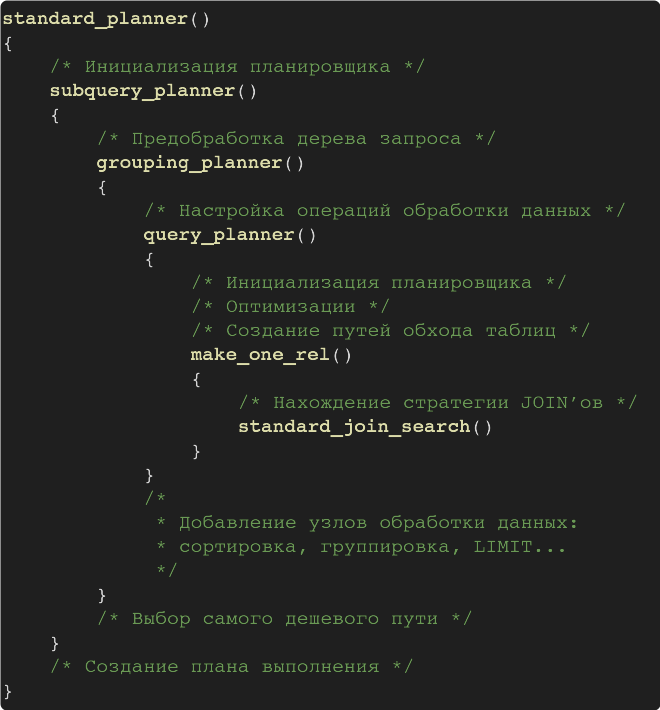 standard_planner()
{
    /* Инициализация планировщика */
    subquery_planner()
    {
        /* Предобработка дерева запроса */
        grouping_planner()
        {
            /* Настройка операций обработки данных */
            query_planner()
            {
                /* Инициализация планировщика */
                /* Оптимизации */
                /* Создание путей обхода таблиц */
                make_one_rel()
                {
                    /* Нахождение стратегии JOIN’ов */
                    standard_join_search()
                }
            }
            /*
             * Добавление узлов обработки данных:
             * сортировка, группировка, LIMIT...
             */
        }
        /* Выбор самого дешевого пути */
    }
    /* Создание плана выполнения */
}